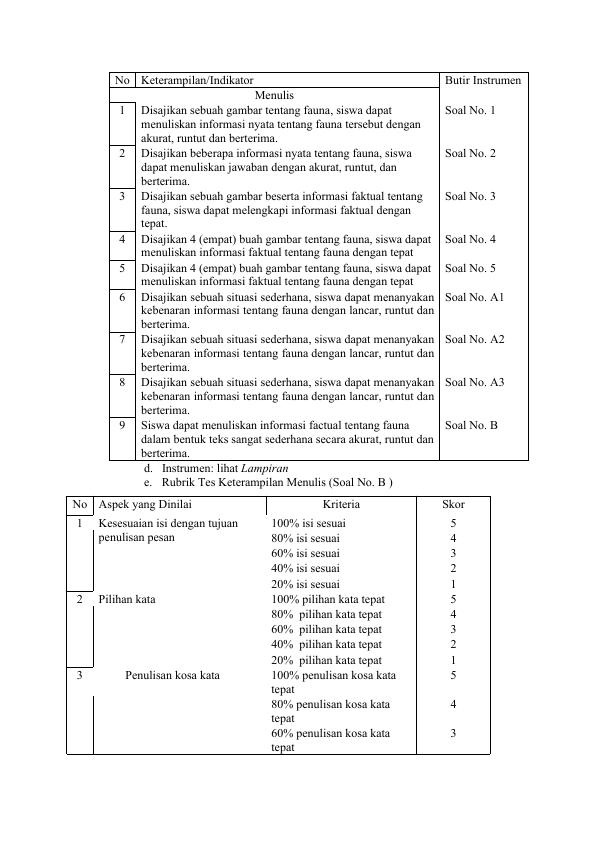 No Keterampilan/Indikator Butir Instrumen
Menulis
1 Disajikan sebuah gambar tentang fauna, siswa dapat Soal No. 1
menuliskan informasi nyata tentang fauna tersebut dengan
akurat, runtut dan berterima.
2 Disajikan beberapa informasi nyata tentang fauna, siswa Soal No. 2
dapat menuliskan jawaban dengan akurat, runtut, dan
berterima.
3 Disajikan sebuah gambar beserta informasi faktual tentang Soal No. 3
fauna, siswa dapat melengkapi informasi faktual dengan
tepat.
4 Disajikan 4 (empat) buah gambar tentang fauna, siswa dapat Soal No. 4
menuliskan informasi faktual tentang fauna dengan tepat
5 Disajikan 4 (empat) buah gambar tentang fauna, siswa dapat Soal No. 5
menuliskan informasi faktual tentang fauna dengan tepat
6 Disajikan sebuah situasi sederhana, siswa dapat menanyakan Soal No. A1
kebenaran informasi tentang fauna dengan lancar, runtut dan
berterima.
7 Disajikan sebuah situasi sederhana, siswa dapat menanyakan Soal No. A2
kebenaran informasi tentang fauna dengan lancar, runtut dan
berterima.
8 Disajikan sebuah situasi sederhana, siswa dapat menanyakan Soal No. A3
kebenaran informasi tentang fauna dengan lancar, runtut dan
berterima.
9 Siswa dapat menuliskan informasi factual tentang fauna Soal No. B
dalam bentuk teks sangat sederhana secara akurat, runtut dan
berterima.
d. Instrumen: lihat Lampiran
e. Rubrik Tes Keterampilan Menulis (Soal No. B )
No Aspek yang Dinilai Kriteria Skor
1 Kesesuaian isi dengan tujuan 100% isi sesuai 5
penulisan pesan 80% isi sesuai 4
60% isi sesuai 3
40% isi sesuai 2
20% isi sesuai 1
2 Pilihan kata 100% pilihan kata tepat 5
80% pilihan kata tepat 4
60% pilihan kata tepat 3
40% pilihan kata tepat 2
20% pilihan kata tepat 1
3 Penulisan kosa kata 100% penulisan kosa kata 5
tepat
80% penulisan kosa kata 4
tepat
60% penulisan kosa kata 3
tepat